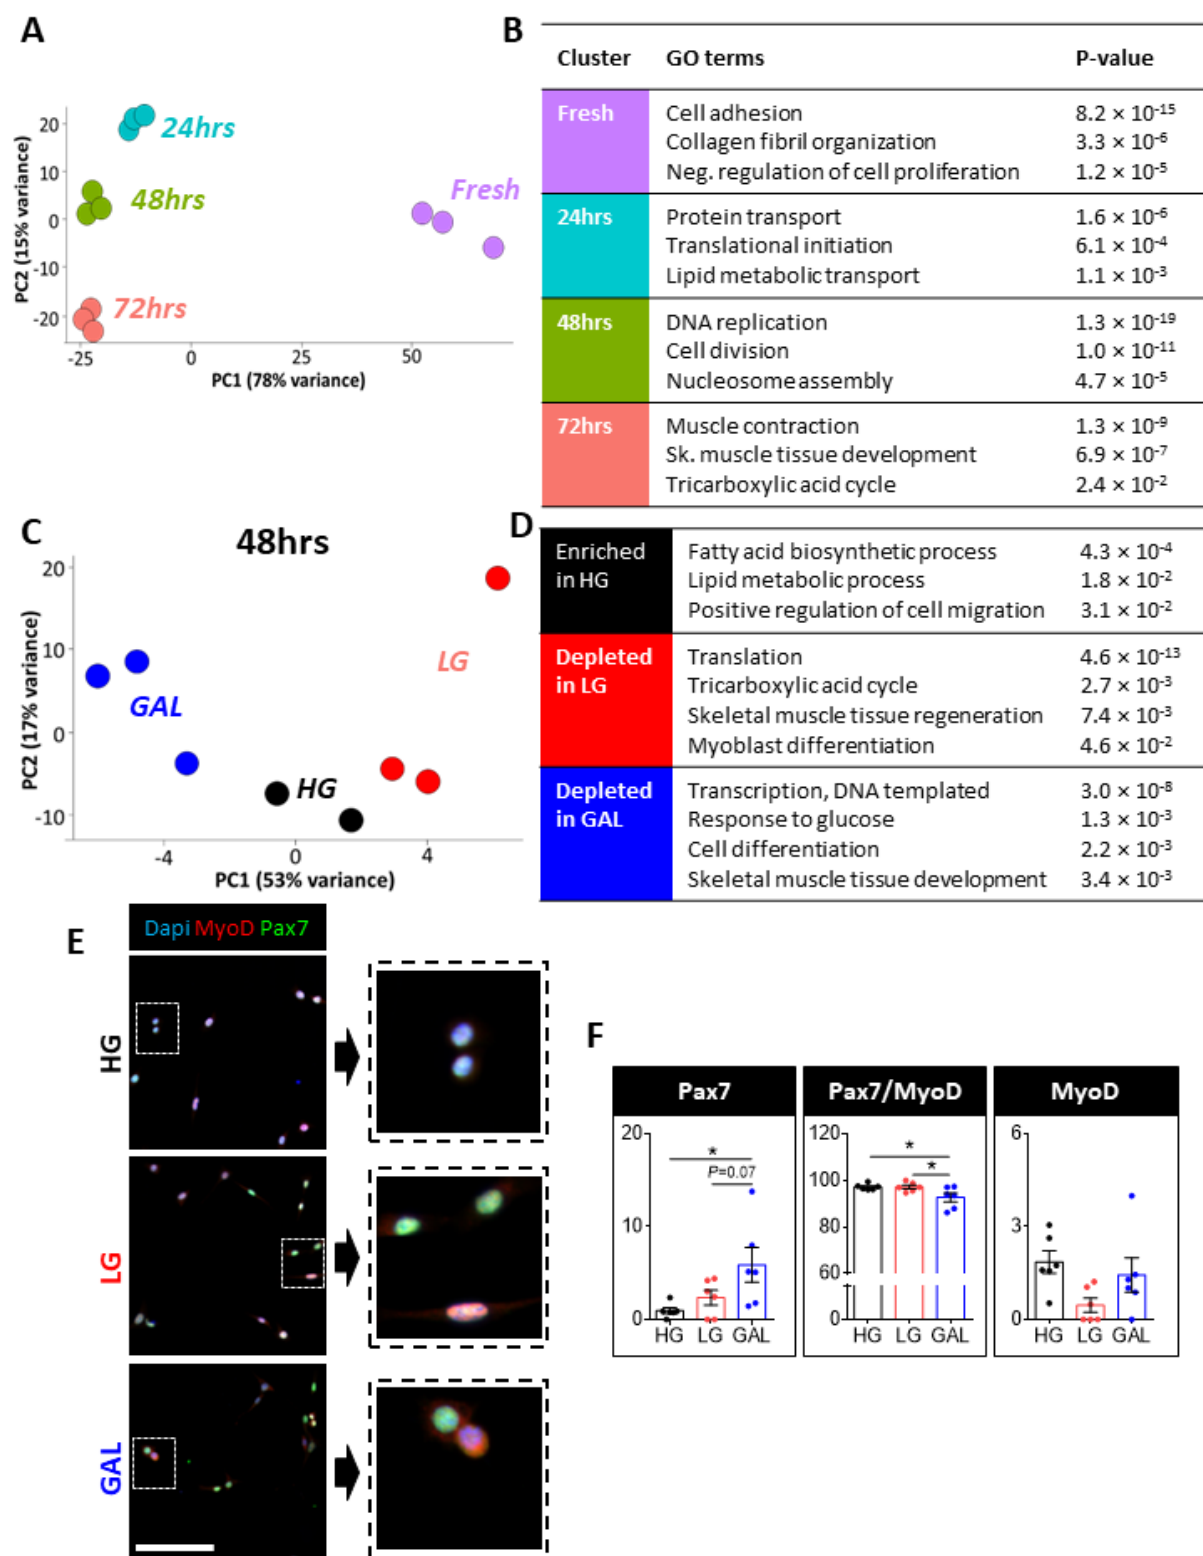 A
20
10
0
-10
-20
-25
0
25
50
PC2 (15% variance)
PC1 (78% variance)
24hrs
48hrs
72hrs
Fresh
B
Cluster GO terms P-value
Fresh Cell adhesion 8.2 × 10⁻¹⁵
Collagen fibril organization 3.3 × 10⁻⁶
Neg. regulation of cell proliferation 1.2 × 10⁻⁵
24hrs Protein transport 1.6 × 10⁻⁶
Translational initiation 6.1 × 10⁻⁴
Lipid metabolic transport 1.1 × 10⁻³
48hrs DNA replication 1.3 × 10⁻¹⁹
Cell division 1.0 × 10⁻¹¹
Nucleosome assembly 4.7 × 10⁻⁵
72hrs Muscle contraction 1.3 × 10⁻⁹
Sk. muscle tissue development 6.9 × 10⁻⁷
Tricarboxylic acid cycle 2.4 × 10⁻²
C
48hrs
20
10
0
-10
-4
0
4
PC2 (17% variance)
PC1 (53% variance)
GAL
HG
LG
D
Enriched Fatty acid biosynthetic process 4.3 × 10⁻⁴
in HG Lipid metabolic process 1.8 × 10⁻²
Positive regulation of cell migration 3.1 × 10⁻²
Depleted Translation 4.6 × 10⁻¹³
in LG Tricarboxylic acid cycle 2.7 × 10⁻³
Skeletal muscle tissue regeneration 7.4 × 10⁻³
Myoblast differentiation 4.6 × 10⁻²
Depleted Transcription, DNA templated 3.0 × 10⁻⁸
in GAL Response to glucose 1.3 × 10⁻³
Cell differentiation 2.2 × 10⁻³
Skeletal muscle tissue development 3.4 × 10⁻³
E
Dapi MyoD Pax7
HG
LG
GAL
F
Pax7
20
10
0
*
P=0.07
HG LG GAL
Pax7/MyoD
120
100
80
60
0
*
*
HG LG GAL
MyoD
6
3
0
HG LG GAL